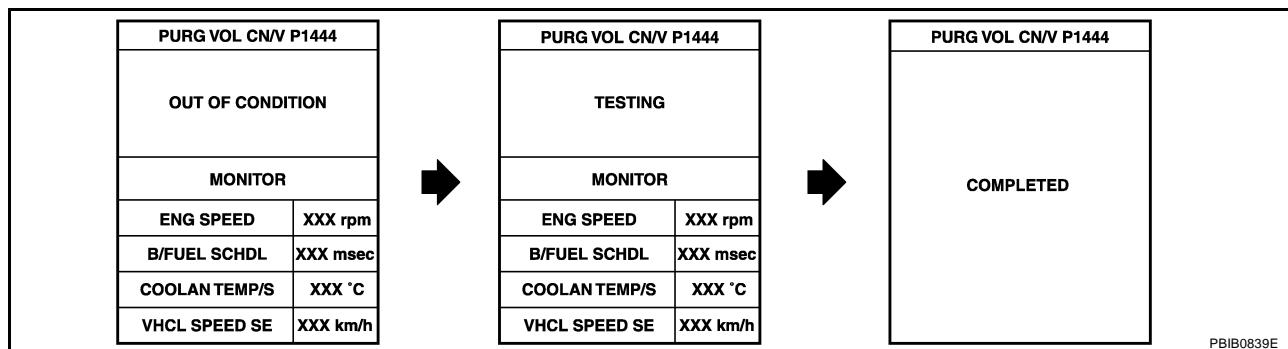 PURG VOL CN/V P1444
OUT OF CONDITION
MONITOR
ENG SPEED XXX rpm
B/FUEL SCHDL XXX msec
COOLAN TEMP/S XXX ˚C
VHCL SPEED SE XXX km/h
PURG VOL CN/V P1444
TESTING
MONITOR
ENG SPEED XXX rpm
B/FUEL SCHDL XXX msec
COOLAN TEMP/S XXX ˚C
VHCL SPEED SE XXX km/h
PURG VOL CN/V P1444
COMPLETED
PBIB0839E